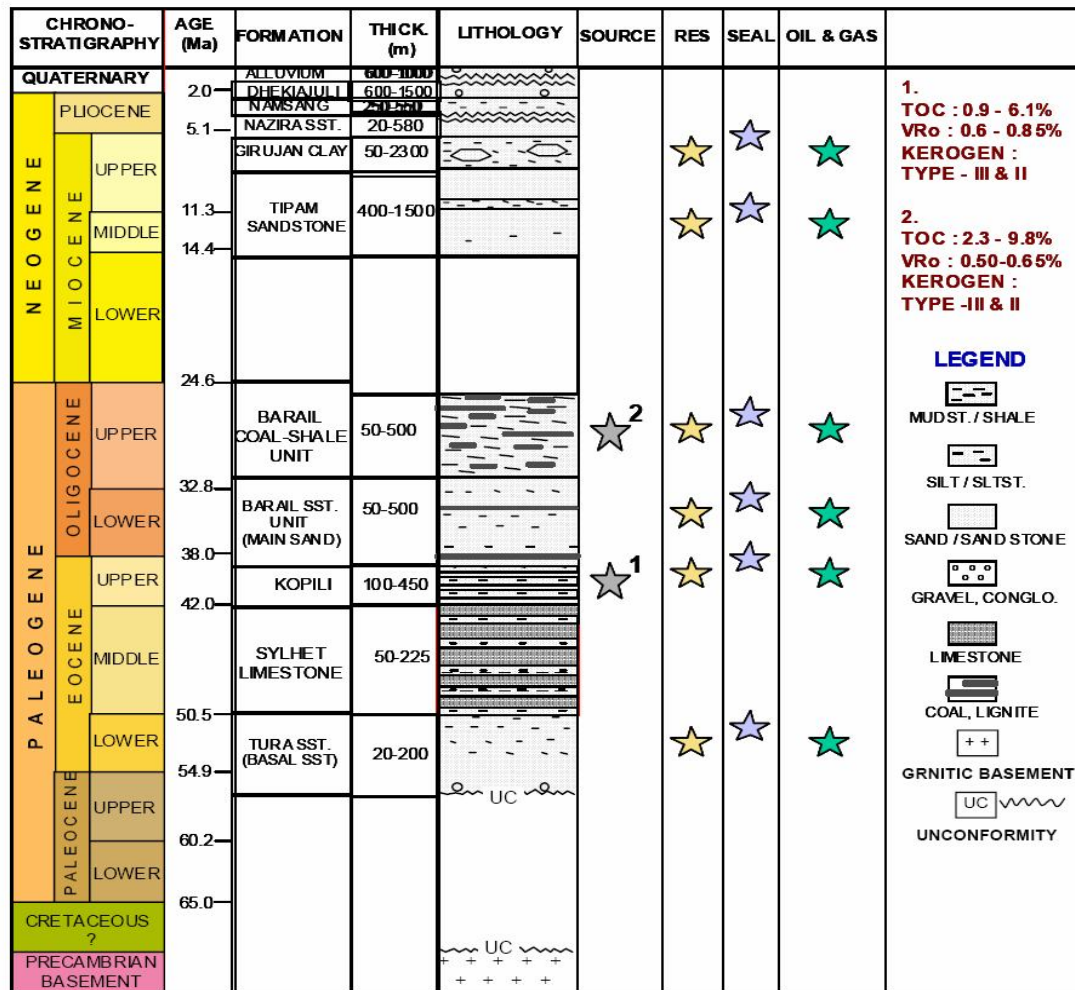 CHRONO-
STRATIGRAPHY
AGE
(Ma)
FORMATION
THICK.
(m)
LITHOLOGY
SOURCE
RES
SEAL
OIL & GAS
QUATERNARY
NEOGENE
PLIOCENE
MIOCENE
UPPER
MIDDLE
LOWER
PALEOGENE
OLIGOCENE
UPPER
LOWER
EOCENE
UPPER
MIDDLE
LOWER
PALEOCENE
UPPER
LOWER
CRETACEOUS
?
PRECAMBRIAN
BASEMENT
2.0
5.1
11.3
14.4
24.6
32.8
38.0
42.0
50.5
54.9
60.2
65.0
ALLUVIUM
600-1000
DHEKIAJULI
600-1500
NAMSANG
250-550
NAZIRA SST.
20-580
GIRUJAN CLAY
50-2300
TIPAM
SANDSTONE
400-1500
BARAIL
COAL-SHALE
UNIT
50-500
BARAIL SST.
UNIT
(MAIN SAND)
50-500
KOPILI
100-450
SYLHET
LIMESTONE
50-225
TURA SST.
(BASAL SST)
20-200
UC
UC
2
1
1.
TOC : 0.9 - 6.1%
VRo : 0.6 - 0.85%
KEROGEN :
TYPE - III & II
2.
TOC : 2.3 - 9.8%
VRo : 0.50-0.65%
KEROGEN :
TYPE -III & II
LEGEND
MUDST. / SHALE
SILT / SLTST.
SAND / SAND STONE
GRAVEL, CONGLO.
LIMESTONE
COAL, LIGNITE
GRNITIC BASEMENT
UC
UNCONFORMITY